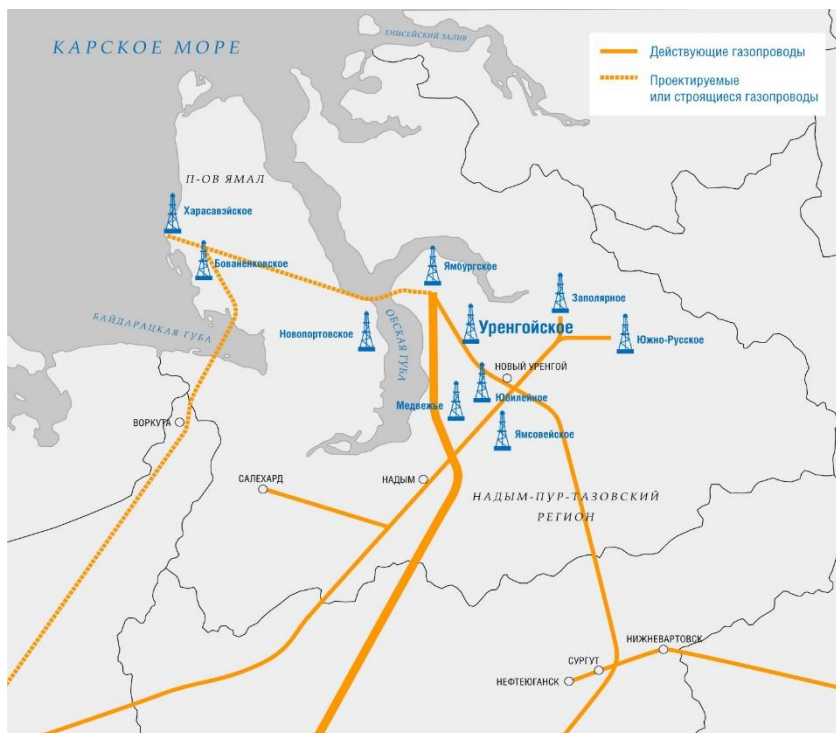 КАРСКОЕ МОРЕ
ЕНИСЕЙСКИЙ ЗАЛИВ
Действующие газопроводы
Проектируемые
или строящиеся газопроводы
П-ОВ ЯМАЛ
Харасавэйское
Бованенковское
Ямбургское
Заполярное
БАЙДАРАЦКАЯ ГУБА
Новопортовское
ОБСКАЯ ГУБА
Уренгойское
Южно-Русское
НОВЫЙ УРЕНГОЙ
Юбилейное
Медвежье
ВОРКУТА
Ямсовейское
САЛЕХАРД
НАДЫМ
НАДЫМ-ПУР-ТАЗОВСКИЙ
РЕГИОН
НИЖНЕВАРТОВСК
СУРГУТ
НЕФТЕЮГАНСК